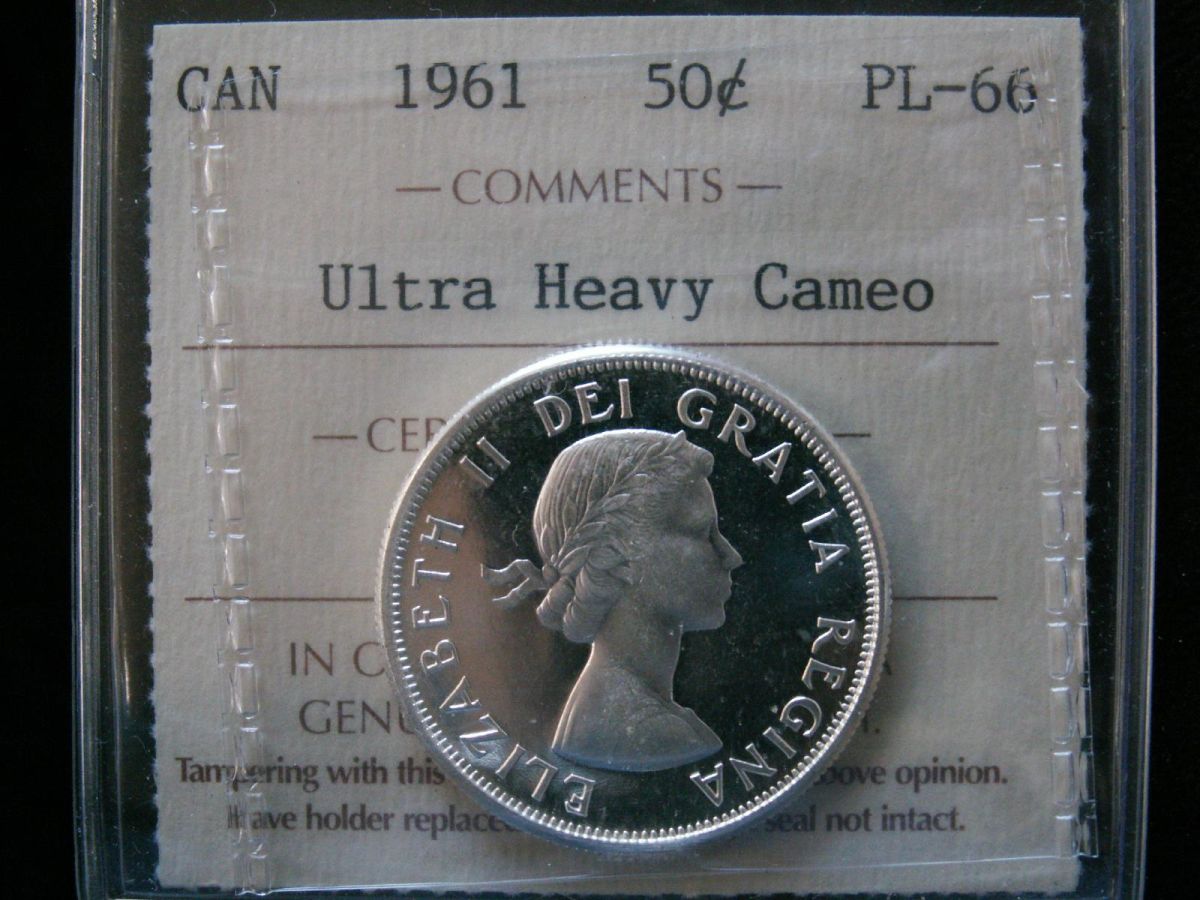 CAN 1961 50¢ PL-66
— COMMENTS —
Ultra Heavy Cameo
ELIZABETH II DEI GRATIA REGINA
IN
Tampering with this above opinion.
Have holder replaced seal not intact.